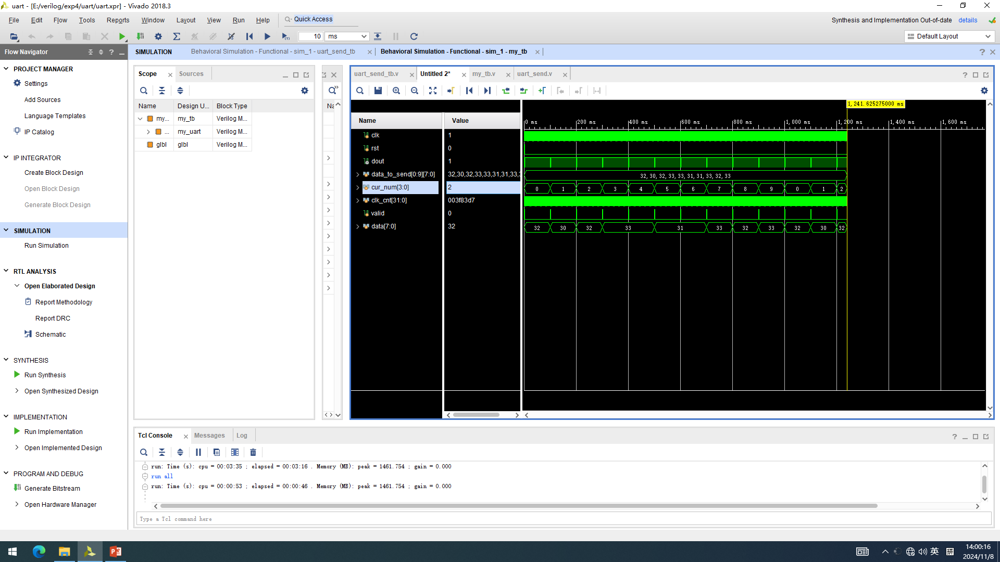 uart - [E:/verilog/exp4/uart/uart.xpr] - Vivado 2018.3
File Edit Flow Tools Reports Window Layout View Run Help Quick Access
Synthesis and Implementation Out-of-date details
10 ms
Default Layout
Flow Navigator
SIMULATION Behavioral Simulation - Functional - sim_1 - uart_send_tb Behavioral Simulation - Functional - sim_1 - my_tb
PROJECT MANAGER
Settings
Add Sources
Language Templates
IP Catalog
IP INTEGRATOR
Create Block Design
Open Block Design
Generate Block Design
SIMULATION
Run Simulation
RTL ANALYSIS
Open Elaborated Design
Report Methodology
Report DRC
Schematic
SYNTHESIS
Run Synthesis
Open Synthesized Design
IMPLEMENTATION
Run Implementation
Open Implemented Design
PROGRAM AND DEBUG
Generate Bitstream
Open Hardware Manager
Scope Sources
Name Design U... Block Type
my... my_tb Verilog M...
... my_uart Verilog M...
glbl glbl Verilog M...
uart_send_tb.v Untitled 2* my_tb.v uart_send.v
1,241.625275000 ms
Name Value
0 ms 200 ms 400 ms 600 ms 800 ms 1,000 ms 1,200 ms 1,400 ms 1,600 ms
clk 1
rst 0
dout 1
data_to_send[0:9][7:0] 32,30,32,33,33,31,31,33,3 32, 30, 32, 33, 33, 31, 31, 33, 32, 33
cur_num[3:0] 2 0 1 2 3 4 5 6 7 8 9 0 1 2
clk_cnt[31:0] 003f83d7
valid 0
data[7:0] 32 32 30 32 33 31 33 32 33 32 30 32
Tcl Console Messages Log
run: Time (s): cpu = 00:03:35 ; elapsed = 00:03:16 . Memory (MB): peak = 1461.754 ; gain = 0.000
run all
run: Time (s): cpu = 00:00:53 ; elapsed = 00:00:46 . Memory (MB): peak = 1461.754 ; gain = 0.000
Type a Tcl command here
英 拼
14:00:16
2024/11/8